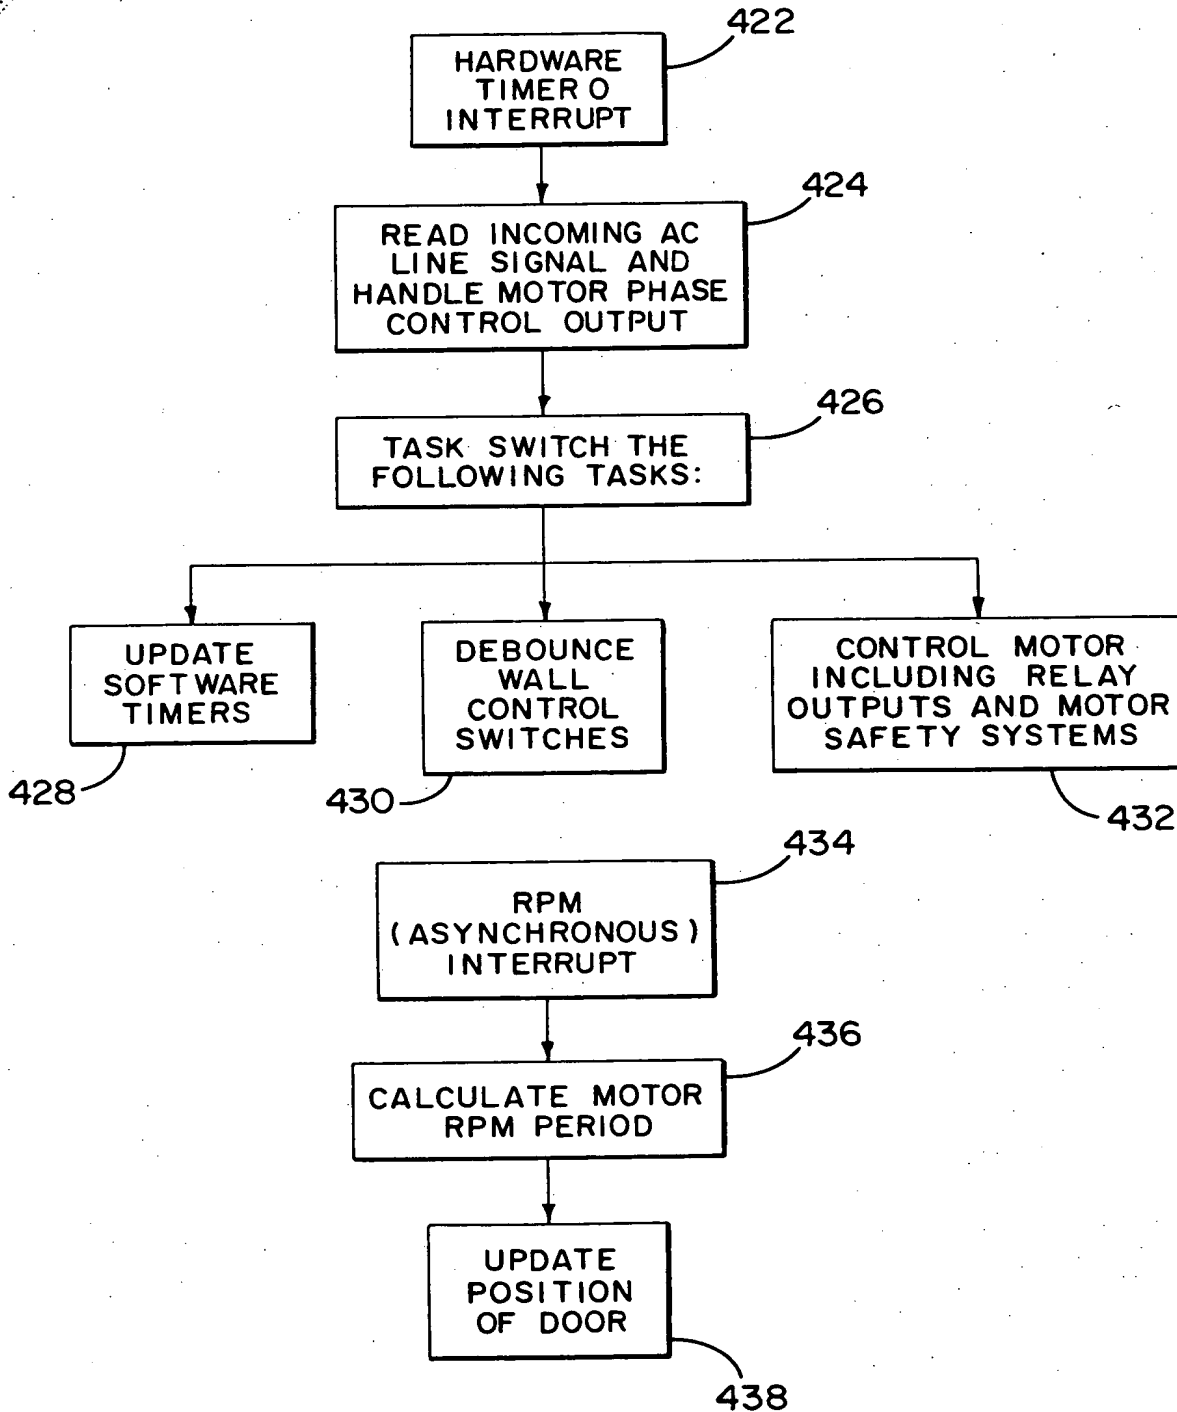 422
HARDWARE
TIMER 0
INTERRUPT
424
READ INCOMING AC
LINE SIGNAL AND
HANDLE MOTOR PHASE
CONTROL OUTPUT
426
TASK SWITCH THE
FOLLOWING TASKS:
UPDATE
SOFTWARE
TIMERS
428
DEBOUNCE
WALL
CONTROL
SWITCHES
430
CONTROL MOTOR
INCLUDING RELAY
OUTPUTS AND MOTOR
SAFETY SYSTEMS
432
434
RPM
(ASYNCHRONOUS)
INTERRUPT
436
CALCULATE MOTOR
RPM PERIOD
UPDATE
POSITION
OF DOOR
438